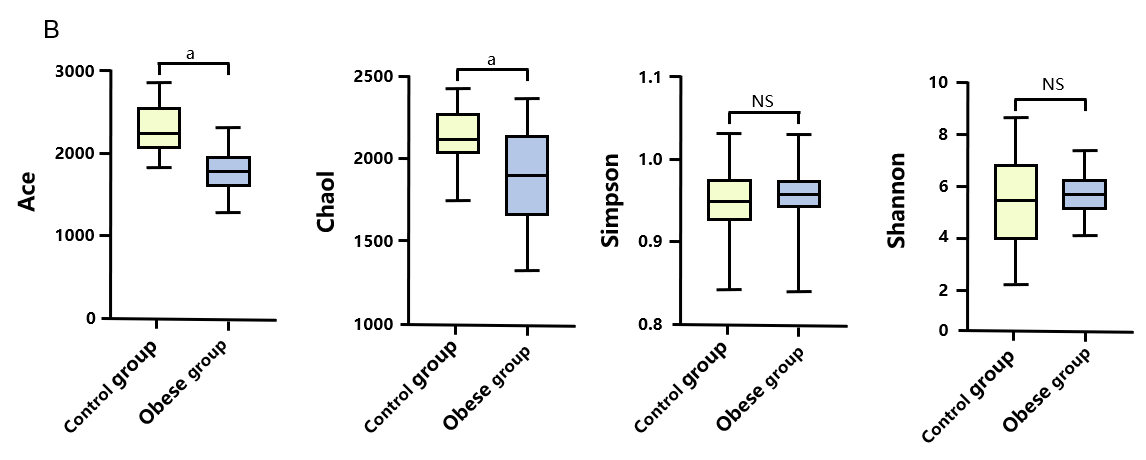 B
a
3000
2000
1000
0
Ace
Control group
Obese group
a
2500
2000
1500
1000
Chaol
Control group
Obese group
NS
1.1
1.0
0.9
0.8
Simpson
Control group
Obese group
NS
10
8
6
4
2
0
Shannon
Control group
Obese group